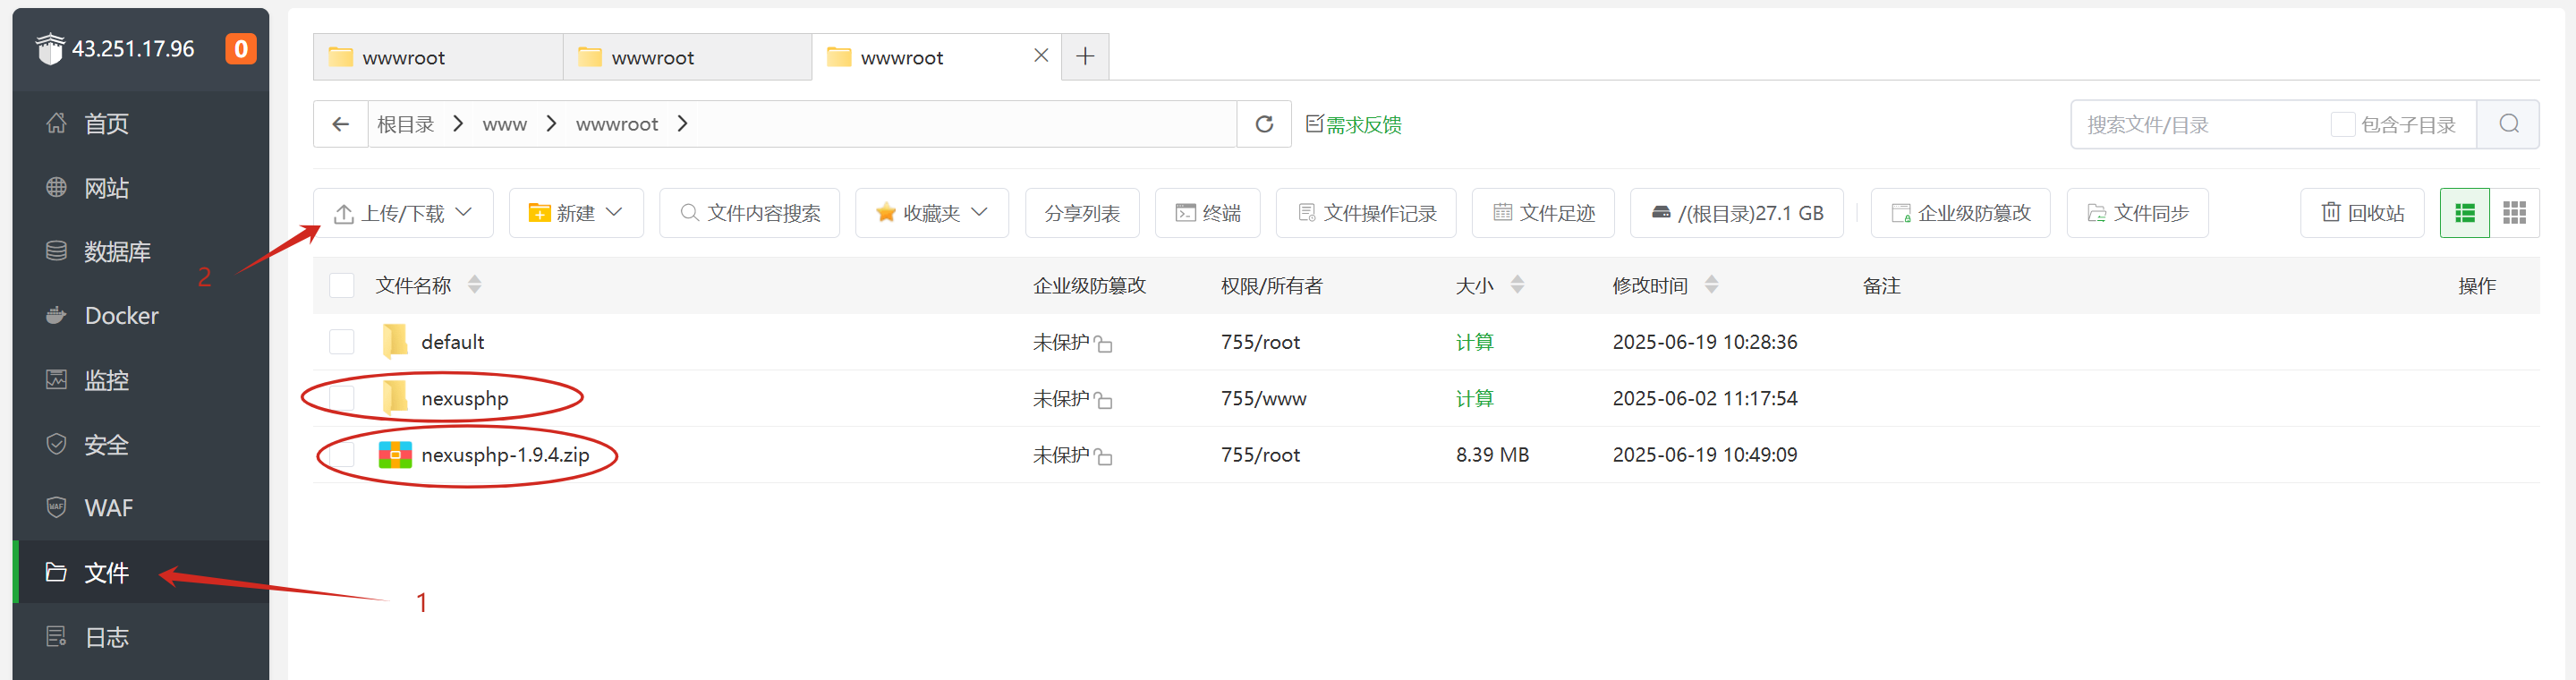 43.251.17.96 0
首页
网站
数据库
Docker
监控
安全
WAF
文件
日志
wwwroot wwwroot wwwroot
根目录 www wwwroot 需求反馈 搜索文件/目录 包含子目录
上传/下载 新建 文件内容搜索 收藏夹 分享列表 终端 文件操作记录 文件足迹 /(根目录)27.1 GB 企业级防篡改 文件同步 回收站
2
文件名称 企业级防篡改 权限/所有者 大小 修改时间 备注 操作
default 未保护 755/root 计算 2025-06-19 10:28:36
nexusphp 未保护 755/www 计算 2025-06-02 11:17:54
nexusphp-1.9.4.zip 未保护 755/root 8.39 MB 2025-06-19 10:49:09
1